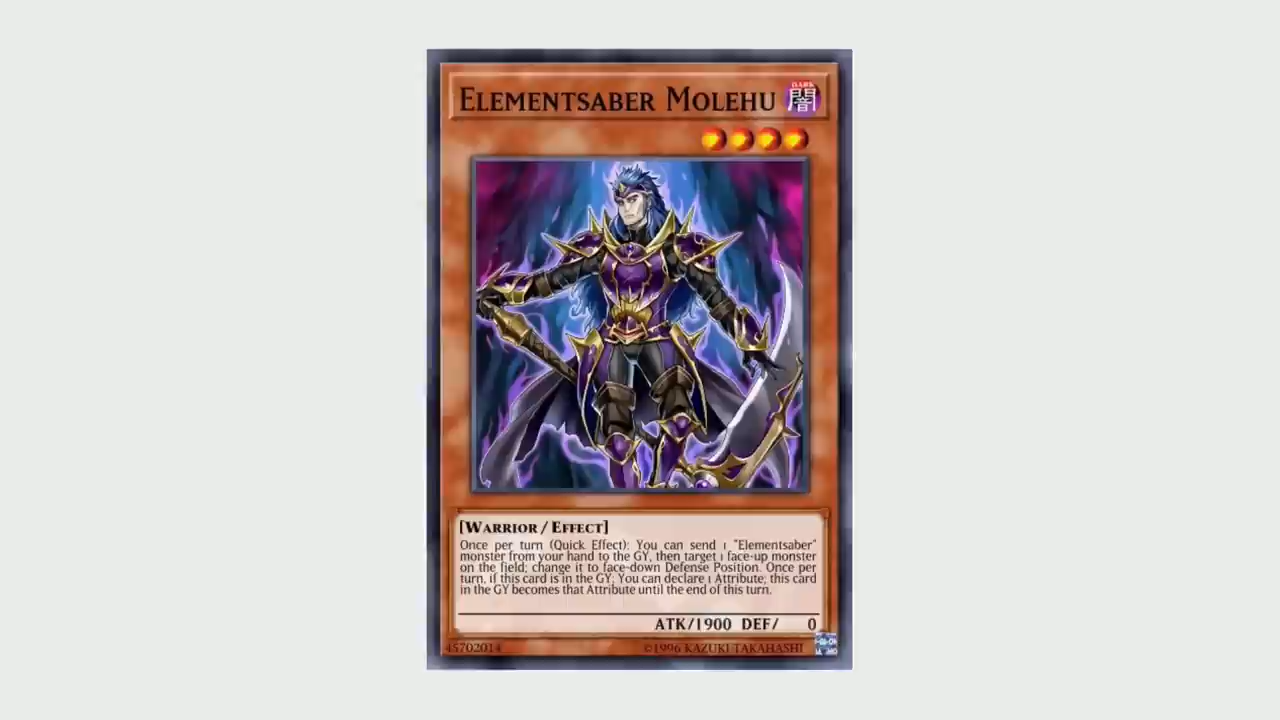 ELEMENTSABER MOLEHU
DARK
闇
[WARRIOR / EFFECT]
Once per turn (Quick Effect): You can send 1 "Elementsaber"
monster from your hand to the GY, then target 1 face-up monster
on the field; change it to face-down Defense Position. Once per
turn, if this card is in the GY: You can declare 1 Attribute; this card
in the GY becomes that Attribute until the end of this turn.
ATK/1900 DEF/ 0
45702014 ©1996 KAZUKI TAKAHASHI